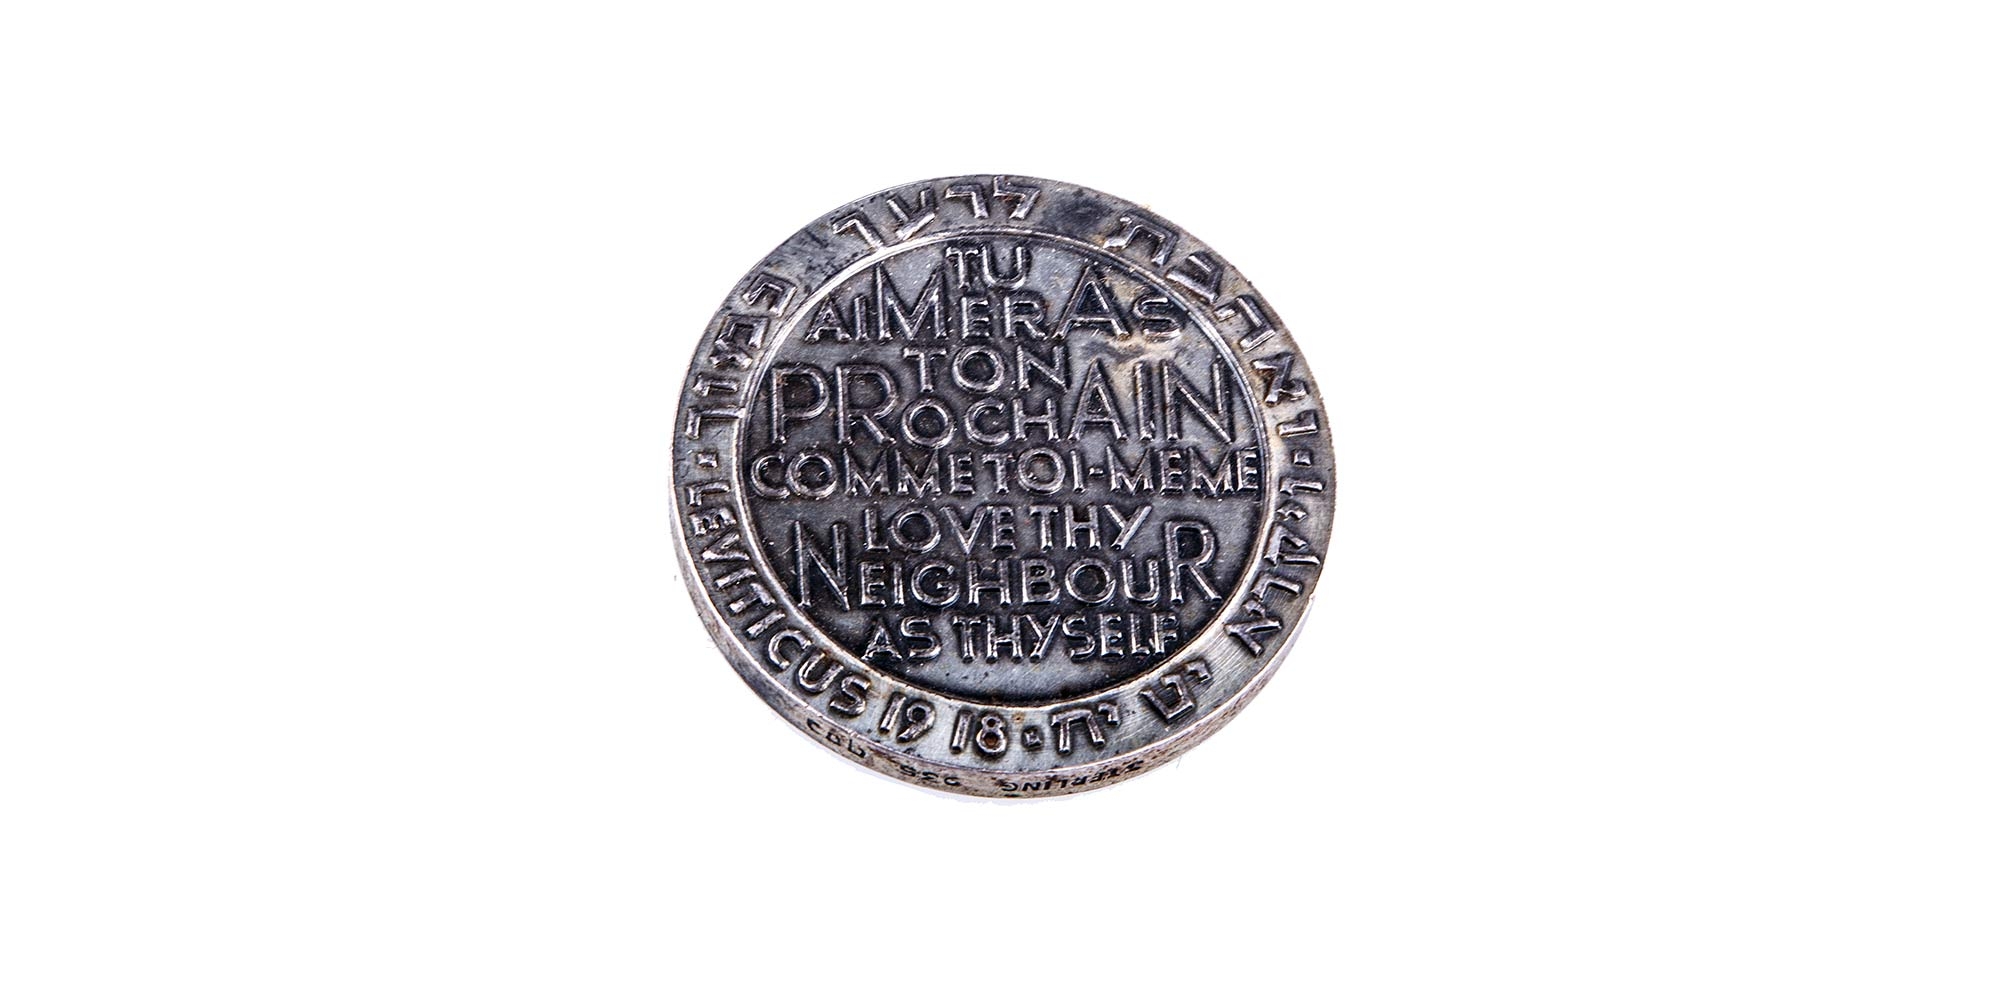 TU
AIMERAS
TON
PROCHAIN
COMME TOI-MEME
LOVE THY
NEIGHBOUR
AS THYSELF
ואהבת לרעך כמוך · LEVITICUS 19 18 · ויקרא יט יח ·
STERLING 935